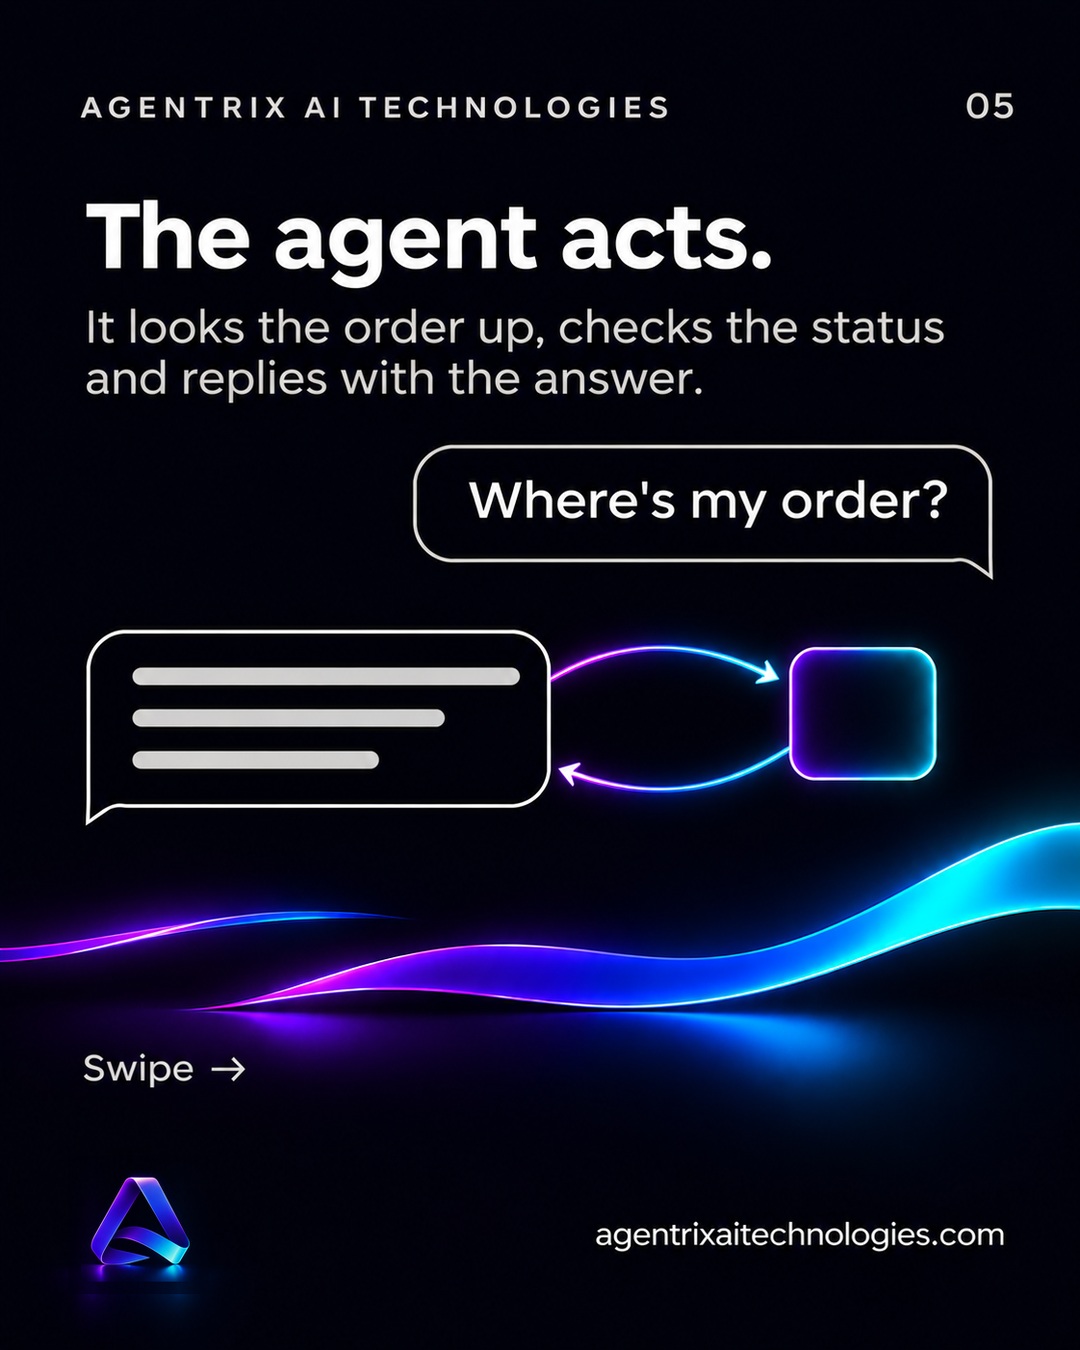 AGENTRIX AI TECHNOLOGIES
05
The agent acts.
It looks the order up, checks the status
and replies with the answer.
Where's my order?
Swipe →
agentrixaitechnologies.com